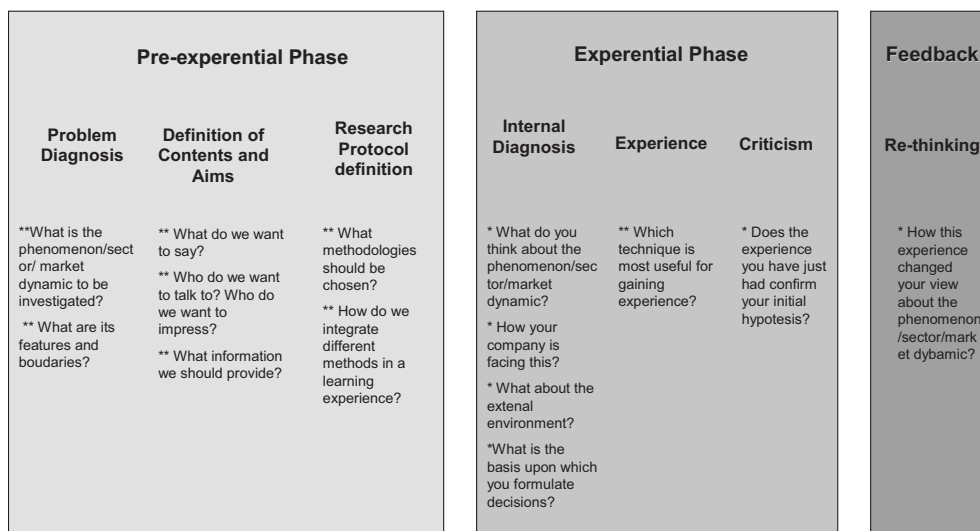 Pre-experential Phase
Problem
Diagnosis
Definition of
Contents and
Aims
Research
Protocol
definition
**What is the
phenomenon/sect
or/ market
dynamic to be
investigated?
** What are its
features and
boudaries?
** What do we want
to say?
** Who do we want
to talk to? Who do
we want to
impress?
** What information
we should provide?
** What
methodologies
should be
chosen?
** How do we
integrate
different
methods in a
learning
experience?
Experential Phase
Internal
Diagnosis
Experience
Criticism
* What do you
think about the
phenomenon/sec
tor/market
dynamic?
* How your
company is
facing this?
* What about the
extenal
environment?
*What is the
basis upon which
you formulate
decisions?
** Which
technique is
most useful for
gaining
experience?
* Does the
experience
you have just
had confirm
your initial
hypotesis?
Feedback
Re-thinking
* How this
experience
changed
your view
about the
phenomenon
/sector/mark
et dybamic?